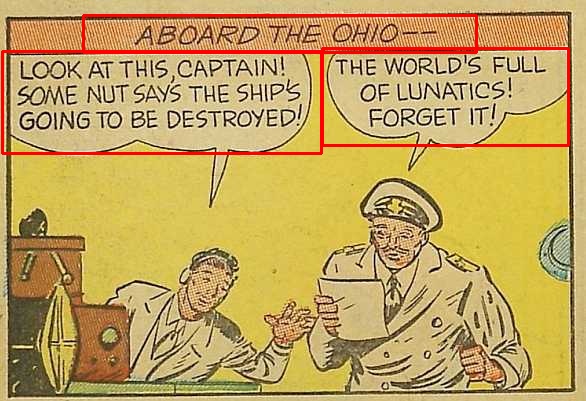 ABOARD THE OHIO--
LOOK AT THIS, CAPTAIN!
SOME NUT SAYS THE SHIP'S
GOING TO BE DESTROYED!
THE WORLD'S FULL
OF LUNATICS!
FORGET IT!